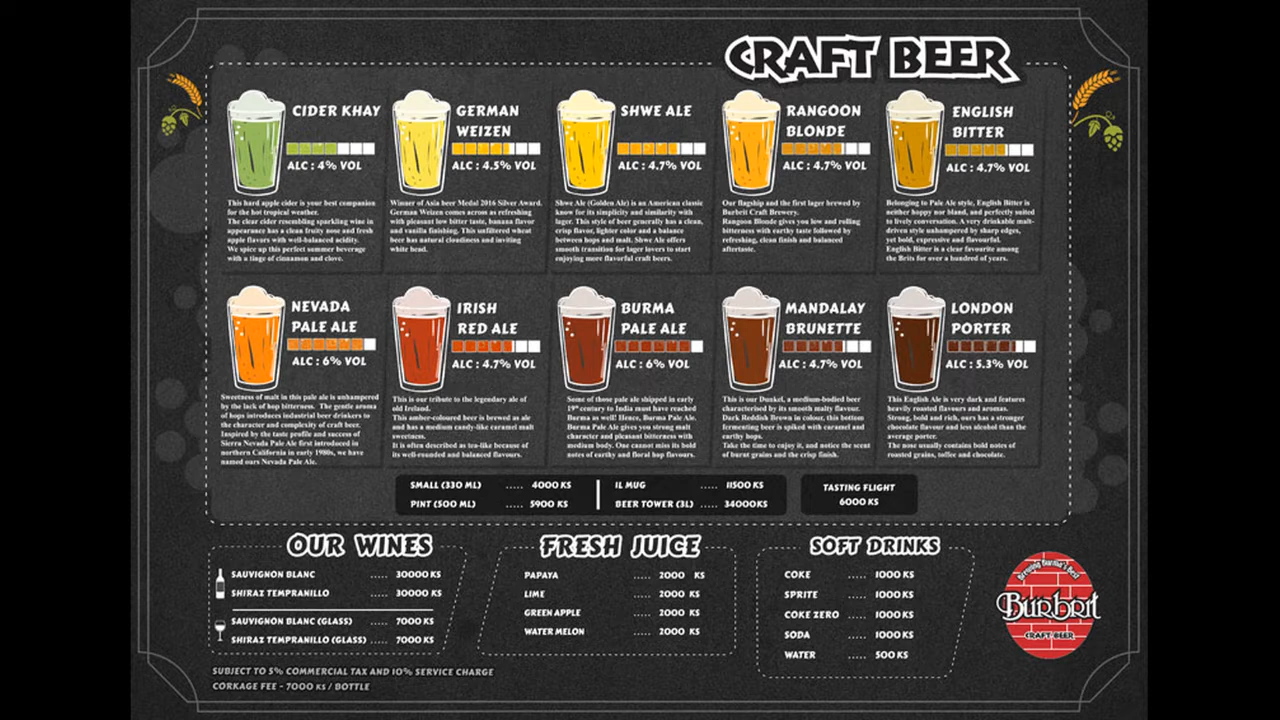 CRAFT BEER
CIDER KHAY
ALC : 4% VOL
This hard apple cider is your best companion
for the hot tropical weather.
The clear cider resembling sparkling wine in
appearance has a clean fruity nose and fresh
apple flavors with well-balanced acidity.
We spice up this perfect summer beverage
with a tinge of cinnamon and clove.
GERMAN
WEIZEN
ALC : 4.5% VOL
Winner of Asia beer Medal 2016 Silver Award.
German Weizen comes across as refreshing
with pleasant low bitter taste, banana flavor
and vanilla finishing. This unfiltered wheat
beer has natural cloudiness and inviting
white head.
SHWE ALE
ALC : 4.7% VOL
Shwe Ale (Golden Ale) is an American classic
know for its simplicity and similarity with
lager. This style of beer generally has a clean,
crisp flavor, lighter color and a balance
between hops and malt. Shwe Ale offers
smooth transition for lager lovers to start
enjoying more flavorful craft beers.
RANGOON
BLONDE
ALC : 4.7% VOL
Our flagship and the first lager brewed by
Burbrit Craft Brewery.
Rangoon Blonde gives you low and rolling
bitterness with earthy taste followed by
refreshing, clean finish and balanced
aftertaste.
ENGLISH
BITTER
ALC : 4.7% VOL
Belonging to Pale Ale style, English Bitter is
neither hoppy nor bland, and perfectly suited
to lively conversation. A very drinkable malt-
driven style unhampered by sharp edges,
yet bold, expressive and flavourful.
English Bitter is a clear favourite among
the Brits for over a hundred of years.
NEVADA
PALE ALE
ALC : 6% VOL
Sweetness of malt in this pale ale is unhampered
by the lack of hop bitterness. The gentle aroma
of hops introduces industrial beer drinkers to
the character and complexity of craft beer.
Inspired by the taste profile and success of
Sierra Nevada Pale Ale first introduced in
northern California in early 1980s, we have
named ours Nevada Pale Ale.
IRISH
RED ALE
ALC : 4.7% VOL
This is our tribute to the legendary ale of
old Ireland.
This amber-coloured beer is brewed as ale
and has a medium candy-like caramel malt
sweetness.
It is often described as tea-like because of
its well-rounded and balanced flavours.
BURMA
PALE ALE
ALC : 6% VOL
Some of those pale ale shipped in early
19th century to India must have reached
Burma as well! Hence, Burma Pale Ale.
Burma Pale Ale gives you strong malt
character and pleasant bitterness with
medium body. One cannot miss its bold
notes of earthy and floral hop flavours.
MANDALAY
BRUNETTE
ALC : 4.7% VOL
This is our Dunkel, a medium-bodied beer
characterised by its smooth malty flavour.
Dark Reddish Brown in colour, this bottom
fermenting beer is spiked with caramel and
earthy hops.
Take the time to enjoy it, and notice the scent
of burnt grains and the crisp finish.
LONDON
PORTER
ALC : 5.3% VOL
This English Ale is very dark and features
heavily roasted flavours and aromas.
Strong, bold and rich, ours has a stronger
chocolate flavour and less alcohol than the
average porter.
The nose usually contains bold notes of
roasted grains, toffee and chocolate.
SMALL (330 ML) ..... 4000 KS
PINT (500 ML) ..... 5900 KS
1L MUG ..... 11500 KS
BEER TOWER (3L) ..... 34000KS
TASTING FLIGHT
6000 KS
OUR WINES
SAUVIGNON BLANC ..... 30000 KS
SHIRAZ TEMPRANILLO ..... 30000 KS
SAUVIGNON BLANC (GLASS) ..... 7000 KS
SHIRAZ TEMPRANILLO (GLASS) ..... 7000 KS
FRESH JUICE
PAPAYA ..... 2000 KS
LIME ..... 2000 KS
GREEN APPLE ..... 2000 KS
WATER MELON ..... 2000 KS
SOFT DRINKS
COKE ..... 1000 KS
SPRITE ..... 1000 KS
COKE ZERO ..... 1000 KS
SODA ..... 1000 KS
WATER ..... 500 KS
Brewing Burma's Best
Burbrit
CRAFT BEER
SUBJECT TO 5% COMMERCIAL TAX AND 10% SERVICE CHARGE
CORKAGE FEE - 7000 KS / BOTTLE